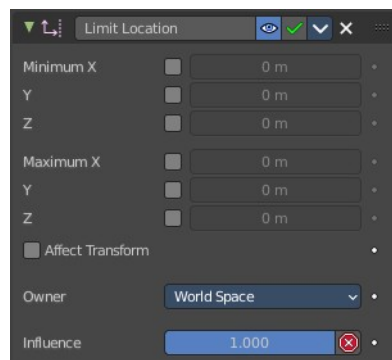 Limit Location
Minimum X 0 m
Y 0 m
Z 0 m
Maximum X 0 m
Y 0 m
Z 0 m
Affect Transform
Owner World Space
Influence 1.000